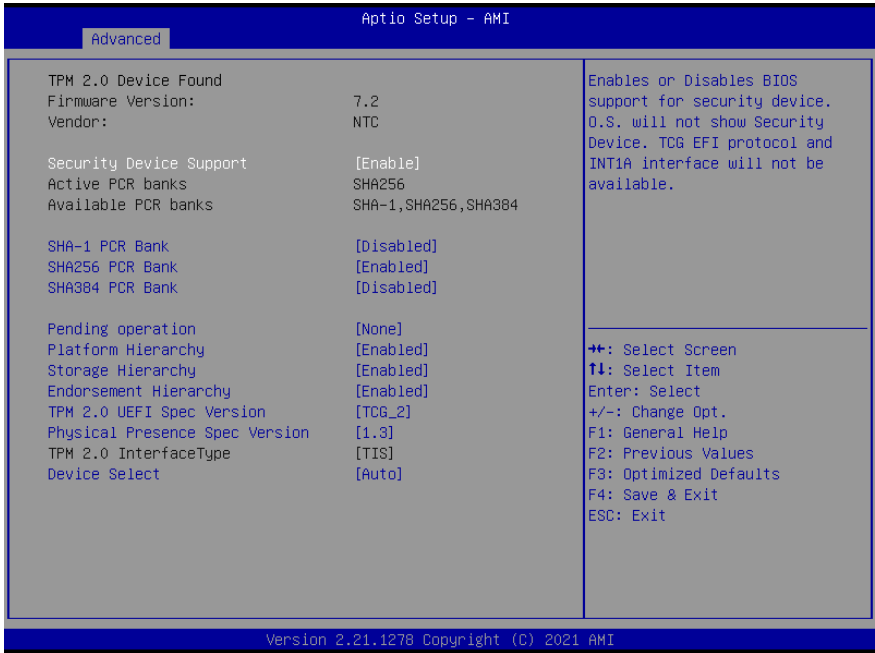 Aptio Setup – AMI
Advanced
TPM 2.0 Device Found
Firmware Version: 7.2
Vendor: NTC
Security Device Support [Enable]
Active PCR banks SHA256
Available PCR banks SHA-1,SHA256,SHA384
SHA-1 PCR Bank [Disabled]
SHA256 PCR Bank [Enabled]
SHA384 PCR Bank [Disabled]
Pending operation [None]
Platform Hierarchy [Enabled]
Storage Hierarchy [Enabled]
Endorsement Hierarchy [Enabled]
TPM 2.0 UEFI Spec Version [TCG_2]
Physical Presence Spec Version [1.3]
TPM 2.0 InterfaceType [TIS]
Device Select [Auto]
Enables or Disables BIOS
support for security device.
O.S. will not show Security
Device. TCG EFI protocol and
INT1A interface will not be
available.
→←: Select Screen
↑↓: Select Item
Enter: Select
+/-: Change Opt.
F1: General Help
F2: Previous Values
F3: Optimized Defaults
F4: Save & Exit
ESC: Exit
Version 2.21.1278 Copyright (C) 2021 AMI